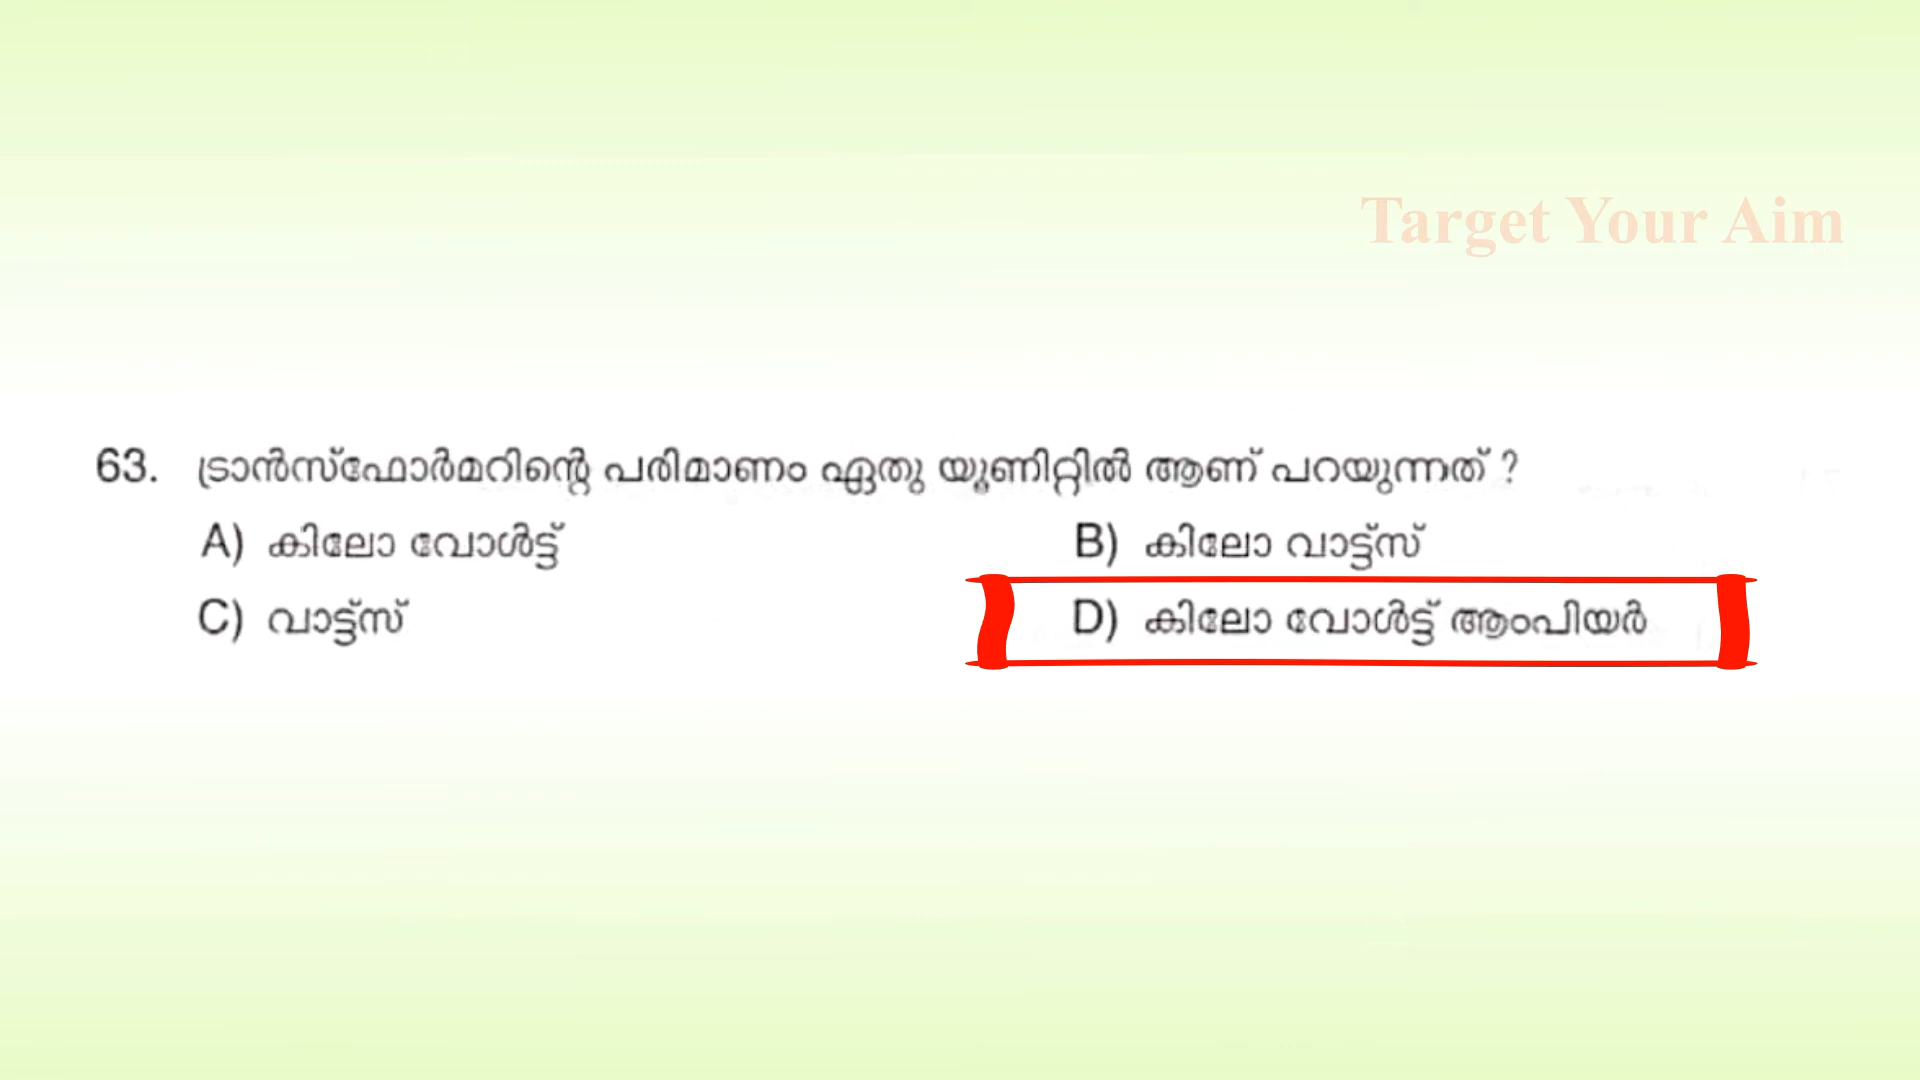 Target Your Aim
63. ട്രാൻസ്ഫോർമറിന്റെ പരിമാണം ഏതു യൂണിറ്റിൽ ആണ് പറയുന്നത് ?
A) കിലോ വോൾട്ട് B) കിലോ വാട്ട്സ്
C) വാട്ട്സ് D) കിലോ വോൾട്ട് ആംപിയർ